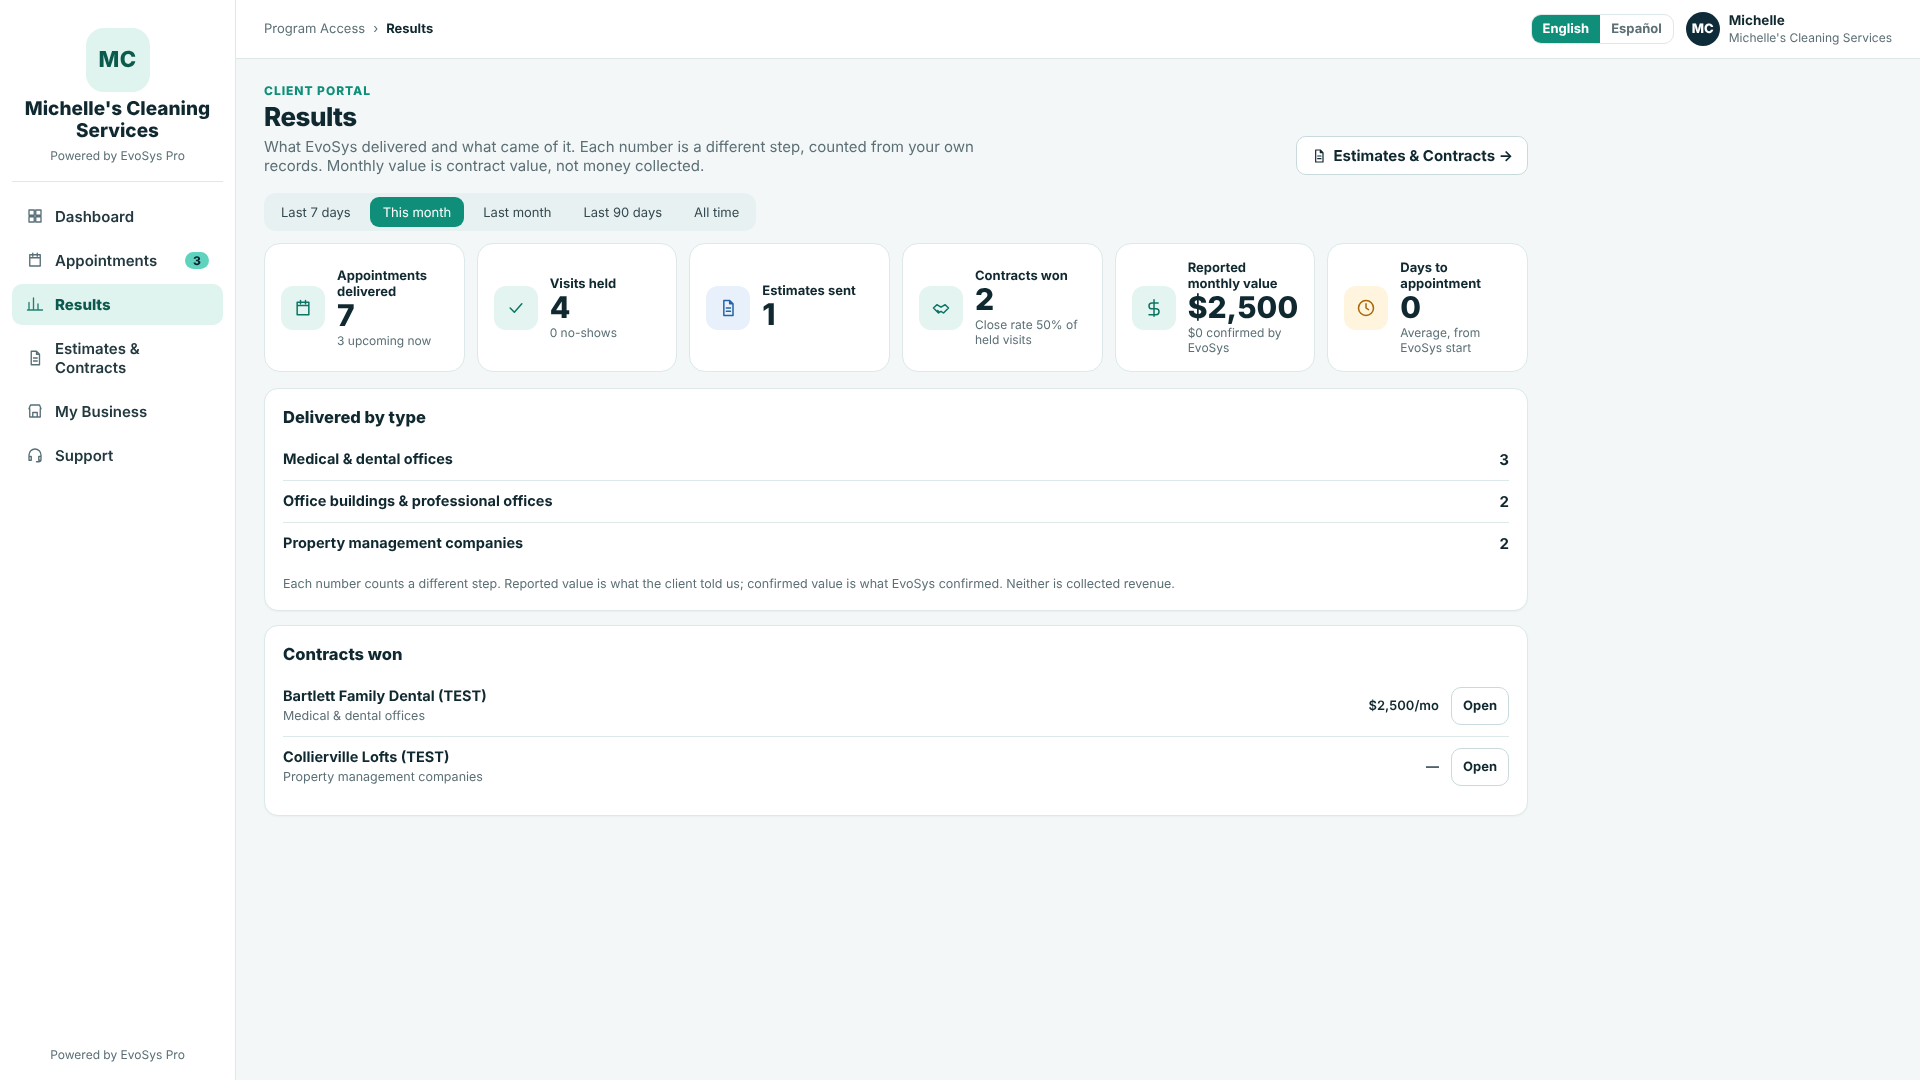 MC
Michelle's Cleaning
Services
Powered by EvoSys Pro
Dashboard
Appointments 3
Results
Estimates &
Contracts
My Business
Support
Powered by EvoSys Pro
Program Access › Results
English Español
MC
Michelle
Michelle's Cleaning Services
CLIENT PORTAL
Results
What EvoSys delivered and what came of it. Each number is a different step, counted from your own
records. Monthly value is contract value, not money collected.
Estimates & Contracts →
Last 7 days This month Last month Last 90 days All time
Appointments
delivered
7
3 upcoming now
Visits held
4
0 no-shows
Estimates sent
1
Contracts won
2
Close rate 50% of
held visits
Reported
monthly value
$2,500
$0 confirmed by
EvoSys
Days to
appointment
0
Average, from
EvoSys start
Delivered by type
Medical & dental offices 3
Office buildings & professional offices 2
Property management companies 2
Each number counts a different step. Reported value is what the client told us; confirmed value is what EvoSys confirmed. Neither is collected revenue.
Contracts won
Bartlett Family Dental (TEST)
Medical & dental offices
$2,500/mo Open
Collierville Lofts (TEST)
Property management companies
— Open